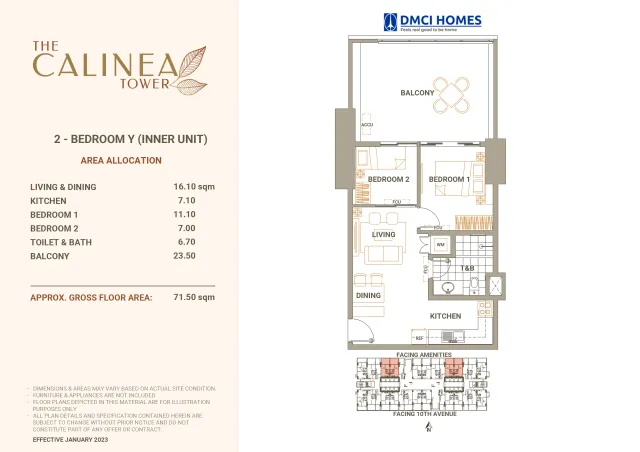 THE
CALINEA
TOWER
2 - BEDROOM Y (INNER UNIT)
AREA ALLOCATION
LIVING & DINING 16.10 sqm
KITCHEN 7.10
BEDROOM 1 11.10
BEDROOM 2 7.00
TOILET & BATH 6.70
BALCONY 23.50
APPROX. GROSS FLOOR AREA: 71.50 sqm
- DIMENSIONS & AREAS MAY VARY BASED ON ACTUAL SITE CONDITION.
- FURNITURE & APPLIANCES ARE NOT INCLUDED
- FLOOR PLANS DEPICTED IN THIS MATERIAL ARE FOR ILLUSTRATION
PURPOSES ONLY
- ALL PLAN DETAILS AND SPECIFICATION CONTAINED HEREIN ARE
SUBJECT TO CHANGE WITHOUT PRIOR NOTICE AND DO NOT
CONSTITUTE PART OF ANY OFFER OR CONTRACT.
EFFECTIVE JANUARY 2023
DMCI HOMES
Feels real good to be home
BALCONY
ACCU
BEDROOM 2
BEDROOM 1
FCU
FCU
LIVING
WM
FCU
T&B
DINING
KITCHEN
REF
FACING AMENITIES
FACING 10TH AVENUE